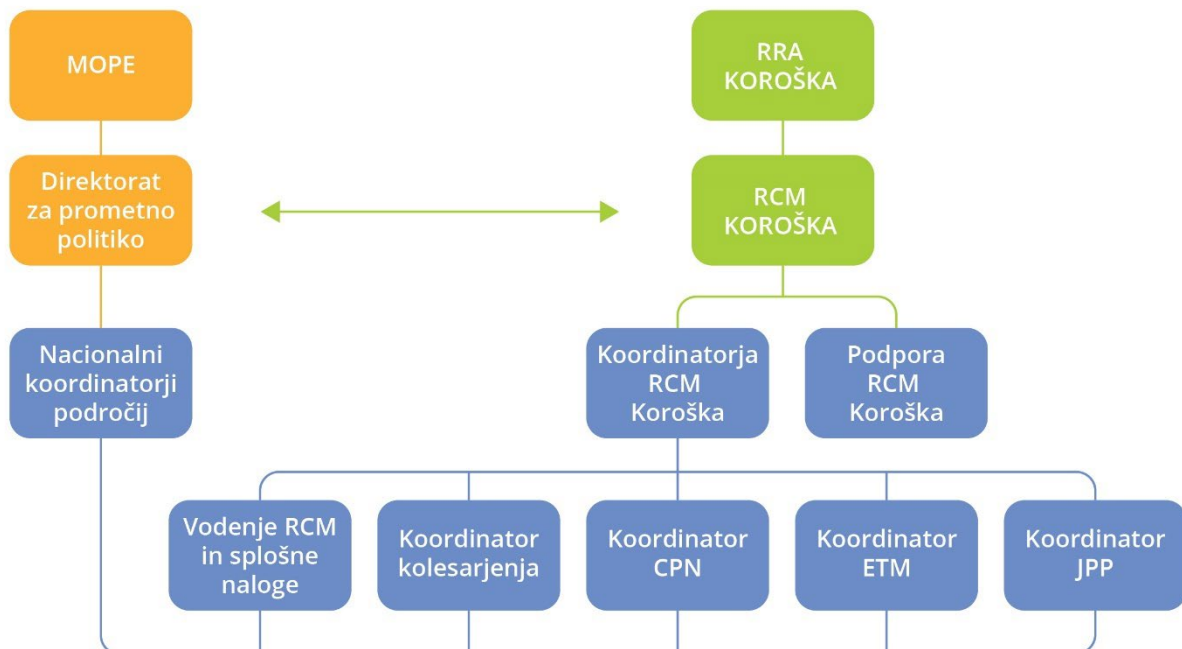 MOPE
RRA
KOROŠKA
Direktorat
za prometno
politiko
RCM
KOROŠKA
Nacionalni
koordinatorji
področij
Koordinatorja
RCM
Koroška
Podpora
RCM
Koroška
Vodenje RCM
in splošne
naloge
Koordinator
kolesarjenja
Koordinator
CPN
Koordinator
ETM
Koordinator
JPP